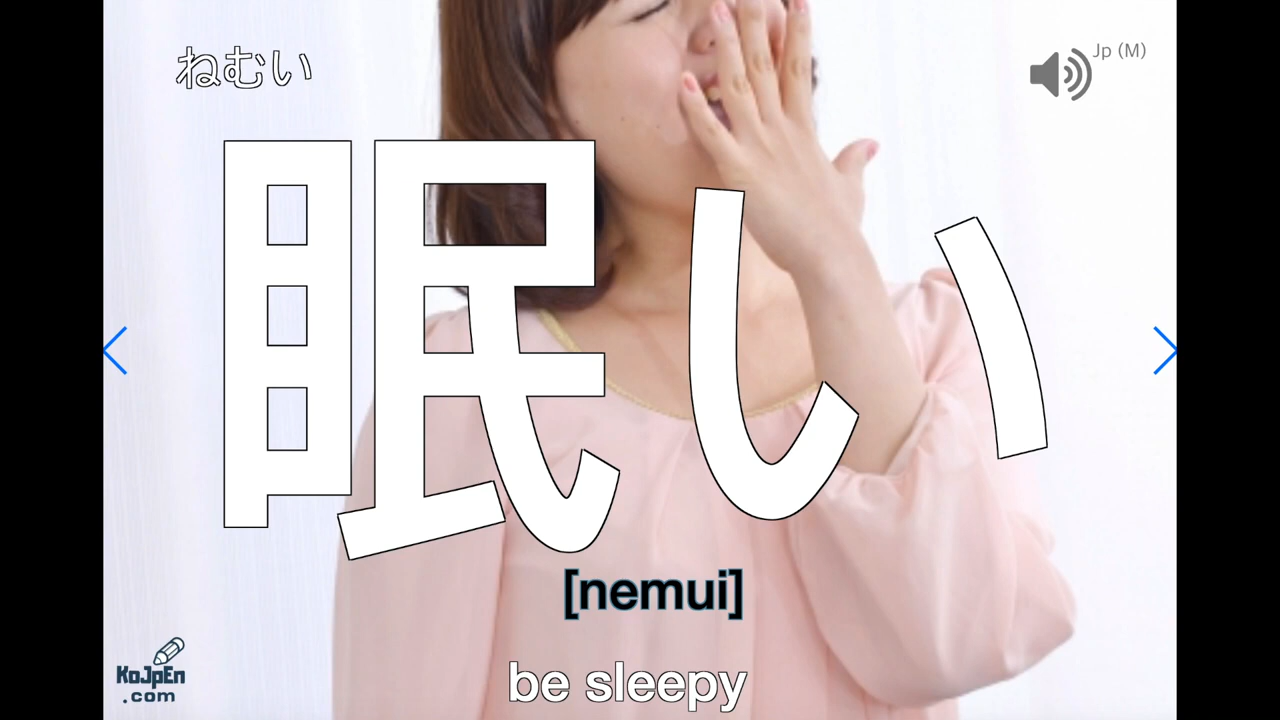 ねむい
Jp (M)
眠い
[nemui]
be sleepy
KoJpEn
.com